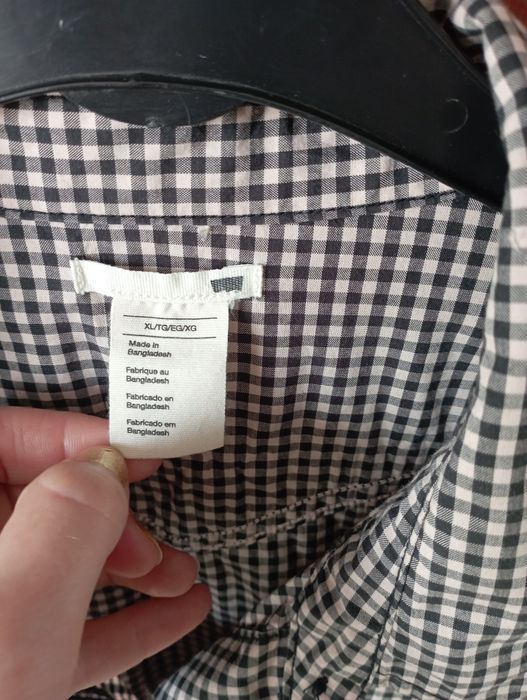 XL/TG/EG/XG
Made in
Bangladesh
Fabrique au
Bangladesh
Fabricado en
Bangladesh
Fabricado em
Bangladesh